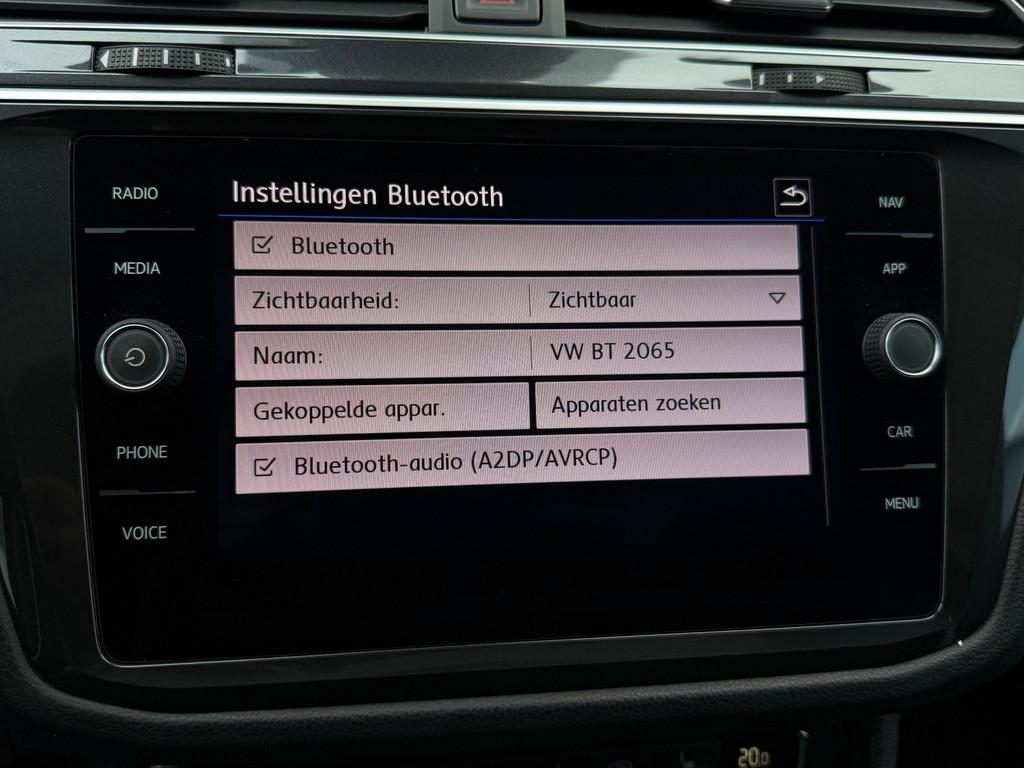 RADIO
MEDIA
PHONE
VOICE
Instellingen Bluetooth
Bluetooth
Zichtbaarheid: Zichtbaar
Naam: VW BT 2065
Gekoppelde appar. Apparaten zoeken
Bluetooth-audio (A2DP/AVRCP)
NAV
APP
CAR
MENU
20.0